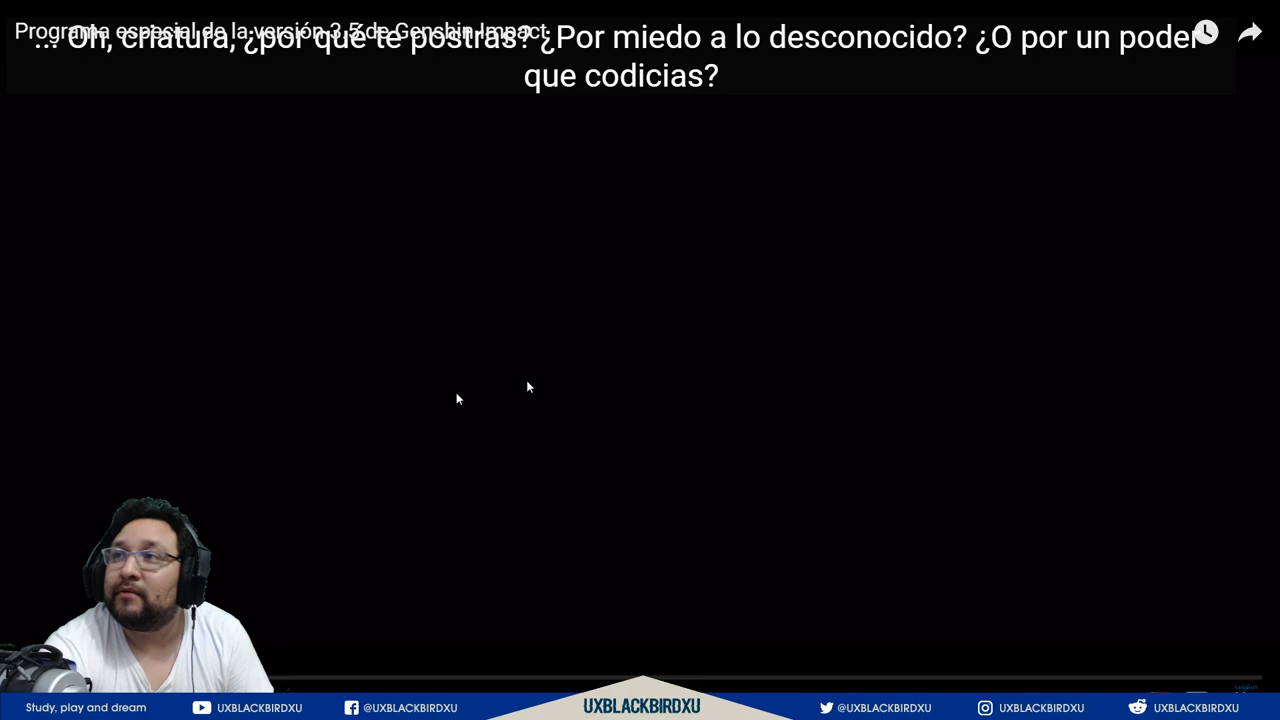 Programa especial de la versión 3.5 de Genshin Impact
... Oh, criatura, ¿por qué te postras? ¿Por miedo a lo desconocido? ¿O por un poder
que codicias?
Study, play and dream
UXBLACKBIRDXU
@UXBLACKBIRDXU
UXBLACKBIRDXU
@UXBLACKBIRDXU
UXBLACKBIRDXU
UXBLACKBIRDXU